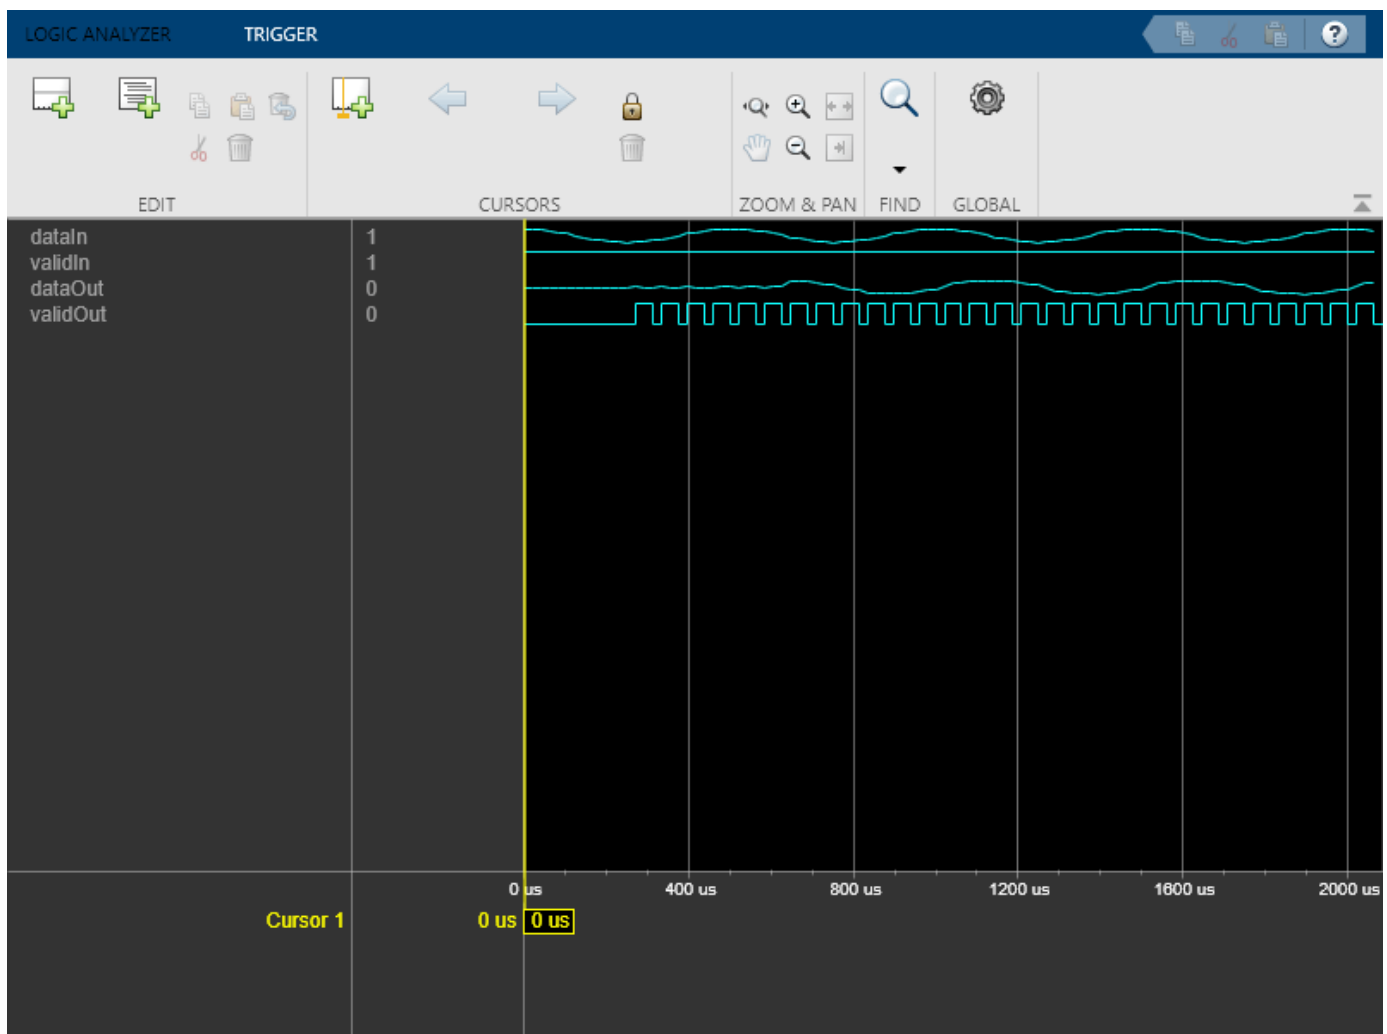 LOGIC ANALYZER TRIGGER ?
EDIT CURSORS ZOOM & PAN FIND GLOBAL
dataIn 1
validIn 1
dataOut 0
validOut 0
0 us 400 us 800 us 1200 us 1600 us 2000 us
Cursor 1 0 us 0 us